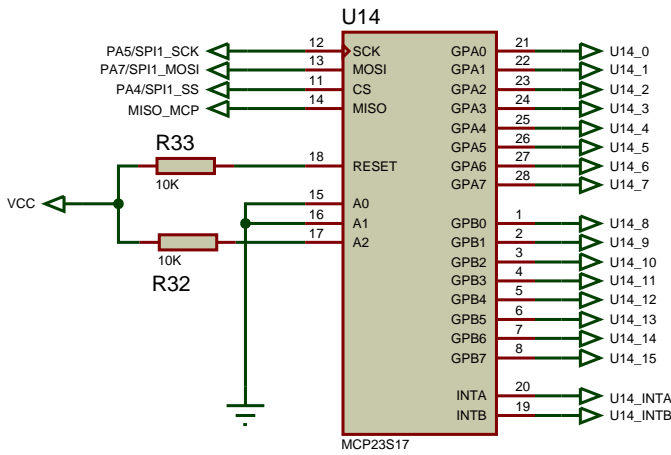 U14
PA5/SPI1_SCK 12 SCK GPA0 21 U14_0
PA7/SPI1_MOSI 13 MOSI GPA1 22 U14_1
PA4/SPI1_SS 11 CS GPA2 23 U14_2
MISO_MCP 14 MISO GPA3 24 U14_3
GPA4 25 U14_4
R33 GPA5 26 U14_5
18 RESET GPA6 27 U14_6
10K GPA7 28 U14_7
VCC 15 A0
16 A1 GPB0 1 U14_8
17 A2 GPB1 2 U14_9
10K GPB2 3 U14_10
R32 GPB3 4 U14_11
GPB4 5 U14_12
GPB5 6 U14_13
GPB6 7 U14_14
GPB7 8 U14_15
INTA 20 U14_INTA
INTB 19 U14_INTB
MCP23S17